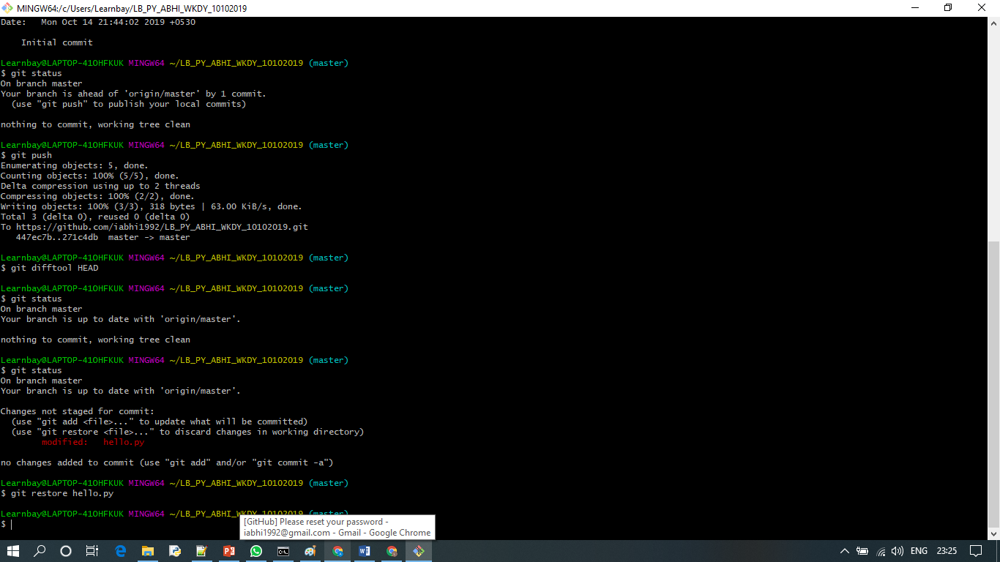 MINGW64:/c/Users/Learnbay/LB_PY_ABHI_WKDY_10102019
Date:   Mon Oct 14 21:44:02 2019 +0530
    Initial commit
Learnbay@LAPTOP-41OHFKUK MINGW64 ~/LB_PY_ABHI_WKDY_10102019 (master)
$ git status
On branch master
Your branch is ahead of 'origin/master' by 1 commit.
  (use "git push" to publish your local commits)
nothing to commit, working tree clean
Learnbay@LAPTOP-41OHFKUK MINGW64 ~/LB_PY_ABHI_WKDY_10102019 (master)
$ git push
Enumerating objects: 5, done.
Counting objects: 100% (5/5), done.
Delta compression using up to 2 threads
Compressing objects: 100% (2/2), done.
Writing objects: 100% (3/3), 318 bytes | 63.00 KiB/s, done.
Total 3 (delta 0), reused 0 (delta 0)
To https://github.com/iabhi1992/LB_PY_ABHI_WKDY_10102019.git
   447ec7b..271c4db  master -> master
Learnbay@LAPTOP-41OHFKUK MINGW64 ~/LB_PY_ABHI_WKDY_10102019 (master)
$ git difftool HEAD
Learnbay@LAPTOP-41OHFKUK MINGW64 ~/LB_PY_ABHI_WKDY_10102019 (master)
$ git status
On branch master
Your branch is up to date with 'origin/master'.
nothing to commit, working tree clean
Learnbay@LAPTOP-41OHFKUK MINGW64 ~/LB_PY_ABHI_WKDY_10102019 (master)
$ git status
On branch master
Your branch is up to date with 'origin/master'.
Changes not staged for commit:
  (use "git add <file>..." to update what will be committed)
  (use "git restore <file>..." to discard changes in working directory)
        modified:   hello.py
no changes added to commit (use "git add" and/or "git commit -a")
Learnbay@LAPTOP-41OHFKUK MINGW64 ~/LB_PY_ABHI_WKDY_10102019 (master)
$ git restore hello.py
Learnbay@LAPTOP-41OHFKUK MINGW64 ~/LB_PY_ABHI_WKDY_10102019 (master)
$
[GitHub] Please reset your password -
iabhi1992@gmail.com - Gmail - Google Chrome
ENG 23:25